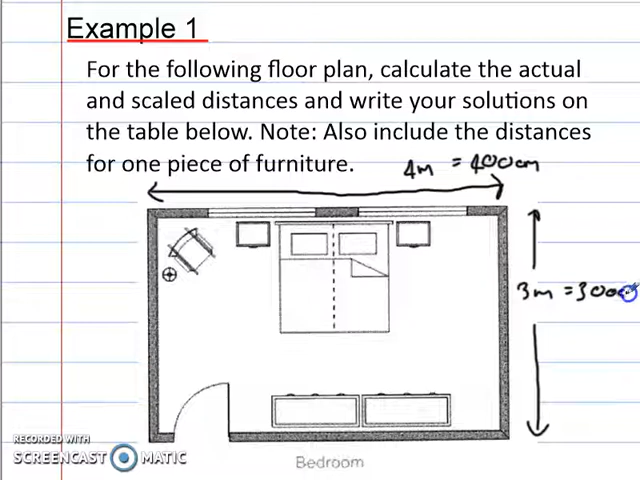 Example 1
For the following floor plan, calculate the actual
and scaled distances and write your solutions on
the table below. Note: Also include the distances
for one piece of furniture.
4m = 400cm
3m =
Bedroom
RECORDED WITH
SCREENCAST MATIC